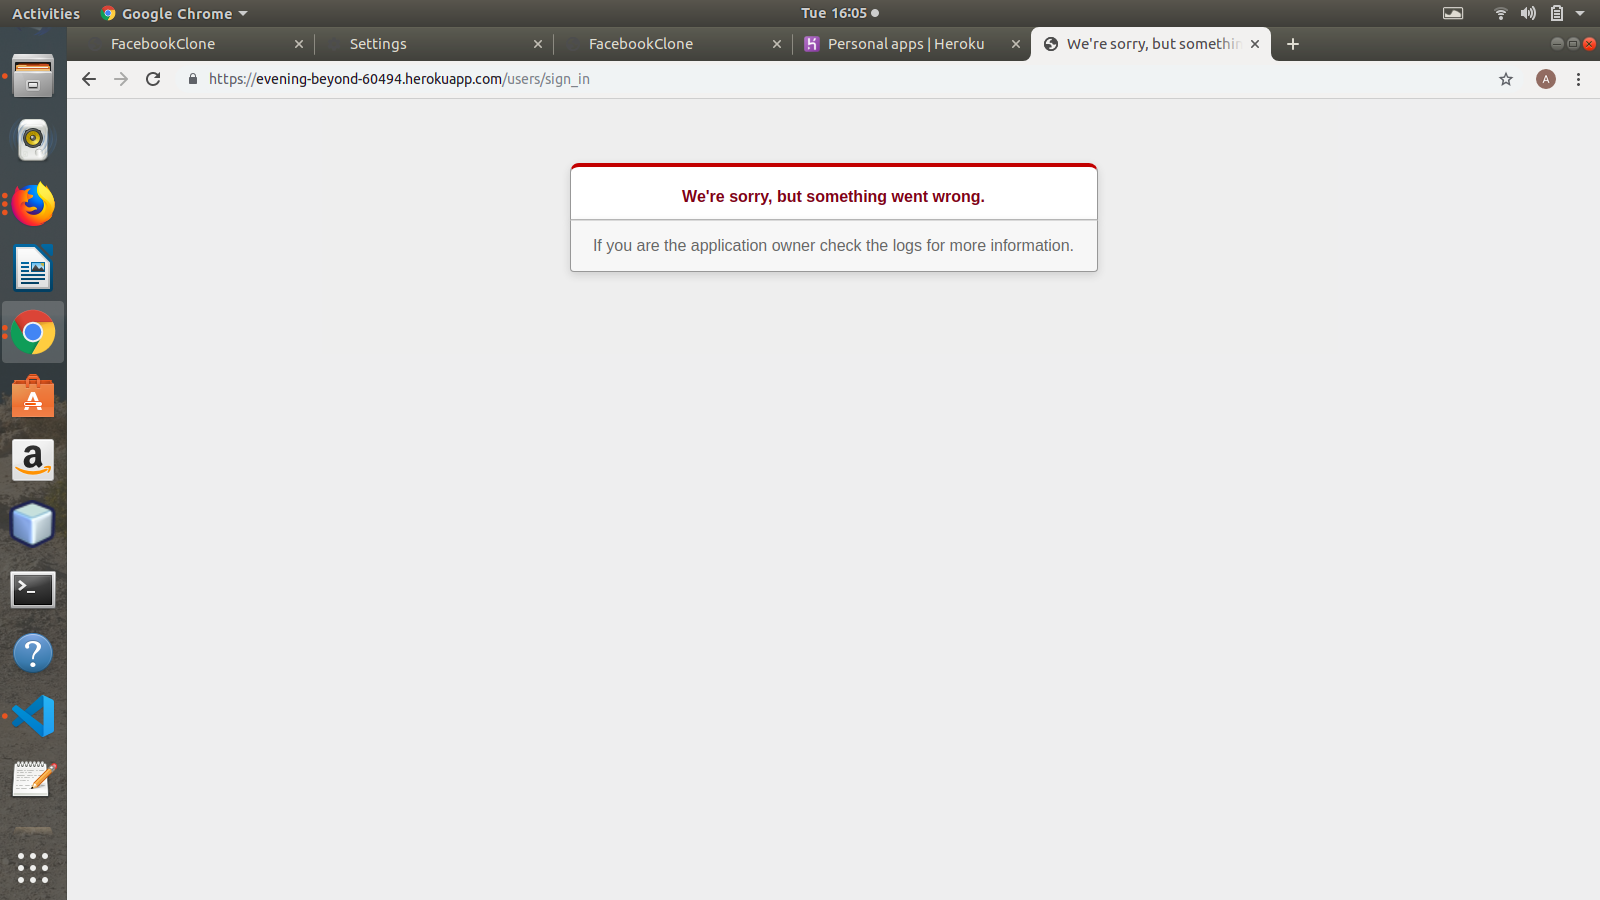 Activities
Google Chrome
Tue 16:05
FacebookClone
Settings
FacebookClone
Personal apps | Heroku
We're sorry, but somethin
https://evening-beyond-60494.herokuapp.com/users/sign_in
A
We're sorry, but something went wrong.
If you are the application owner check the logs for more information.